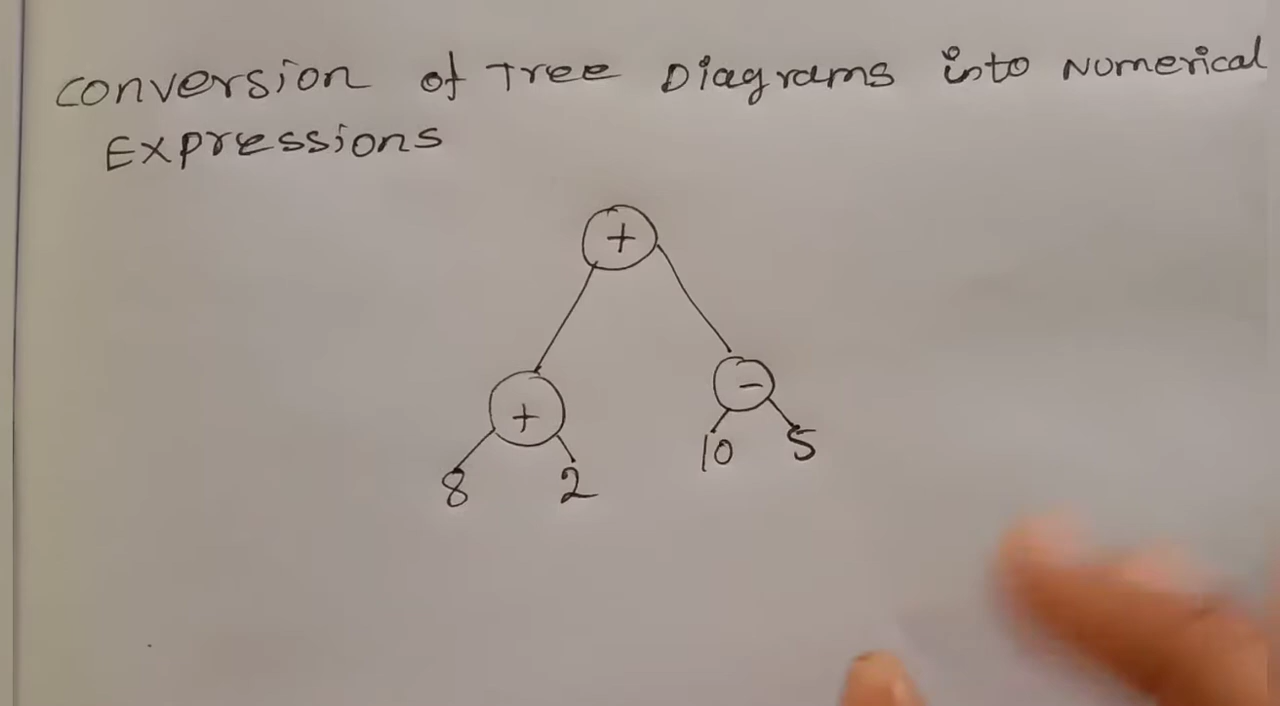 Conversion of Tree Diagrams into Numerical
Expressions
+
+ -
8 2 10 5